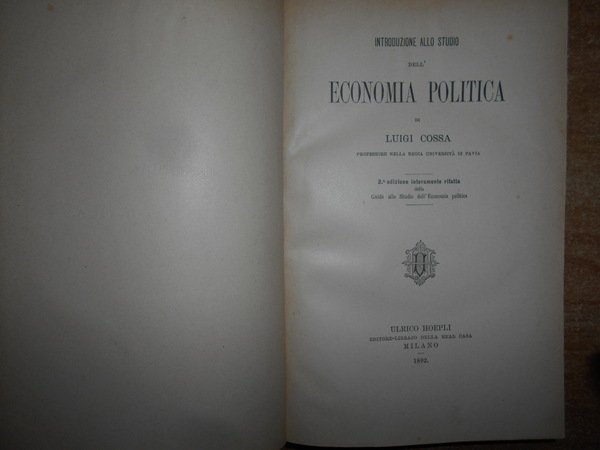 INTRODUZIONE ALLO STUDIO
DELL'
ECONOMIA POLITICA
DI
LUIGI COSSA
PROFESSORE NELLA REGIA UNIVERSITÀ DI PAVIA
3.ª edizione interamente rifatta
della
Guida allo Studio dell'Economia politica
ULRICO HOEPLI
EDITORE-LIBRAIO DELLA REAL CASA
MILANO
1892.